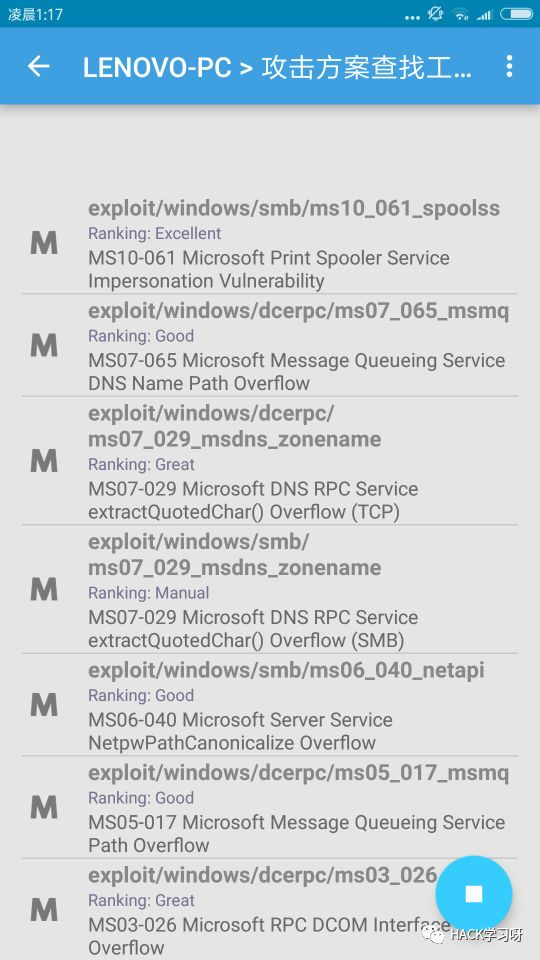 凌晨1:17
LENOVO-PC > 攻击方案查找工...
exploit/windows/smb/ms10_061_spoolss
Ranking: Excellent
MS10-061 Microsoft Print Spooler Service
Impersonation Vulnerability
exploit/windows/dcerpc/ms07_065_msmq
Ranking: Good
MS07-065 Microsoft Message Queueing Service
DNS Name Path Overflow
exploit/windows/dcerpc/
ms07_029_msdns_zonename
Ranking: Great
MS07-029 Microsoft DNS RPC Service
extractQuotedChar() Overflow (TCP)
exploit/windows/smb/
ms07_029_msdns_zonename
Ranking: Manual
MS07-029 Microsoft DNS RPC Service
extractQuotedChar() Overflow (SMB)
exploit/windows/smb/ms06_040_netapi
Ranking: Good
MS06-040 Microsoft Server Service
NetpwPathCanonicalize Overflow
exploit/windows/dcerpc/ms05_017_msmq
Ranking: Good
MS05-017 Microsoft Message Queueing Service
Path Overflow
exploit/windows/dcerpc/ms03_026
Ranking: Great
MS03-026 Microsoft RPC DCOM Interface
Overflow
HACK学习呀